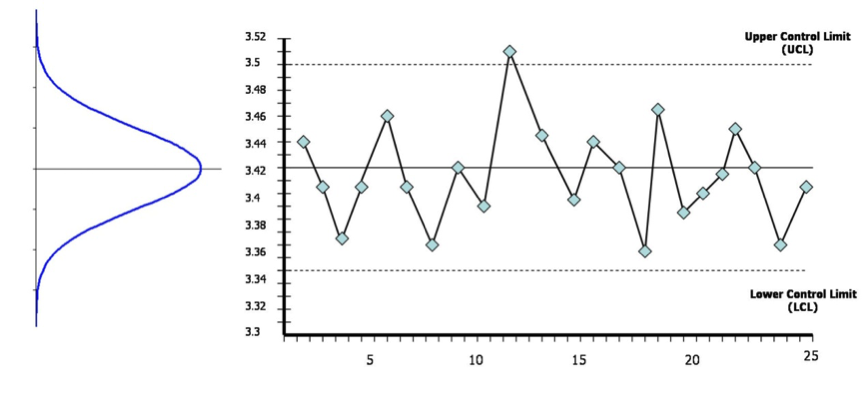 3.52
Upper Control Limit
(UCL)
3.5
3.48
3.46
3.44
3.42
3.4
3.38
3.36
3.34
Lower Control Limit
(LCL)
3.32
3.3
5 10 15 20 25